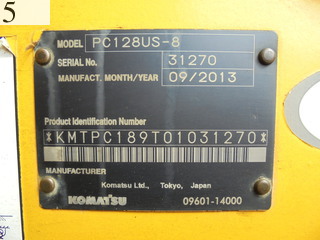 5
MODEL PC128US-8
SERIAL No. 31270
MANUFACT. MONTH/YEAR 09/2013
Product Identification Number
*KMTPC189T01031270*
MANUFACTURER
Komatsu Ltd., Tokyo, Japan
KOMATSU 09601-14000